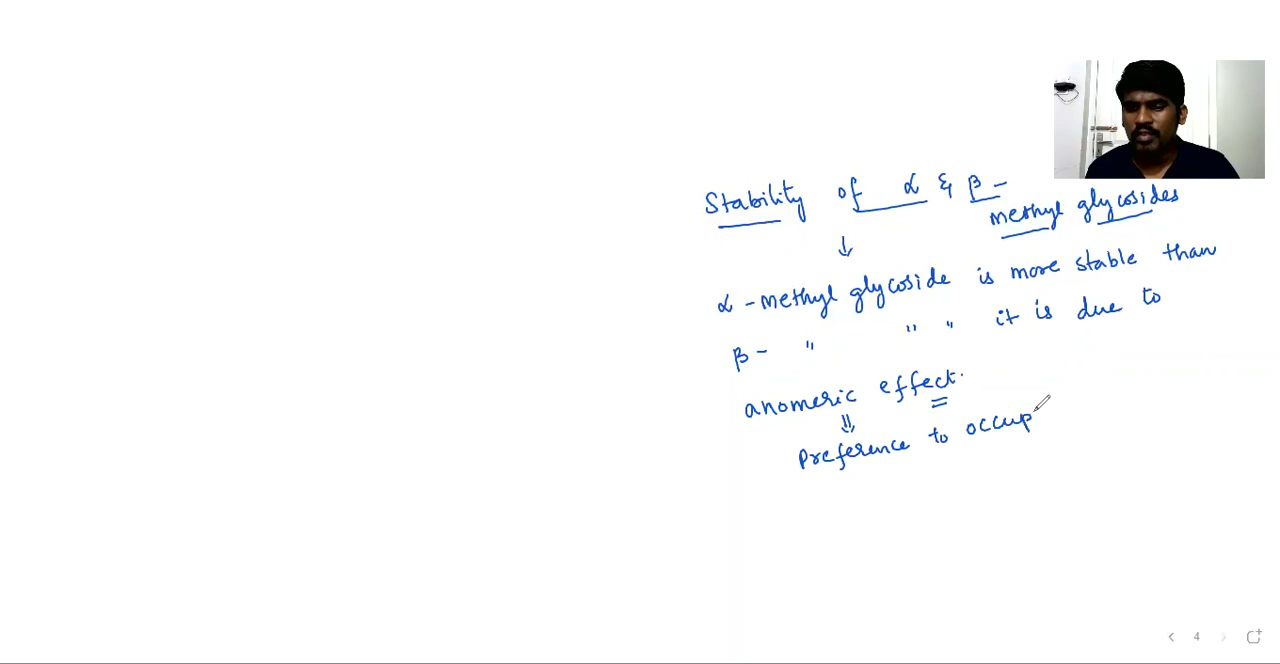 Stability of α & β-
methyl glycosides
α - methyl glycoside is more stable than
β - " " " it is due to
anomeric effect.
Preference to occup
4